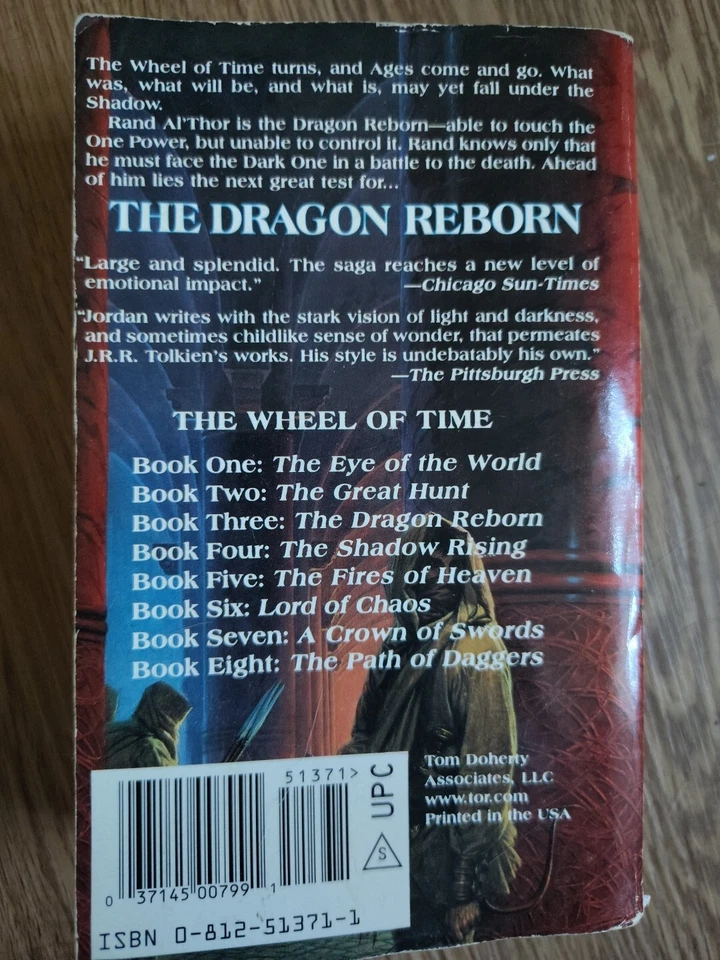 The Wheel of Time turns, and Ages come and go. What
was, what will be, and what is, may yet fall under the
Shadow.
Rand Al'Thor is the Dragon Reborn—able to touch the
One Power, but unable to control it. Rand knows only that
he must face the Dark One in a battle to the death. Ahead
of him lies the next great test for...
THE DRAGON REBORN
"Large and splendid. The saga reaches a new level of
emotional impact." —Chicago Sun-Times
"Jordan writes with the stark vision of light and darkness,
and sometimes childlike sense of wonder, that permeates
J.R.R. Tolkien's works. His style is undebatably his own."
—The Pittsburgh Press
THE WHEEL OF TIME
Book One: The Eye of the World
Book Two: The Great Hunt
Book Three: The Dragon Reborn
Book Four: The Shadow Rising
Book Five: The Fires of Heaven
Book Six: Lord of Chaos
Book Seven: A Crown of Swords
Book Eight: The Path of Daggers
Tom Doherty
Associates, LLC
www.tor.com
Printed in the USA
51371>
UPC
S
0 37145 00799 1
ISBN 0-812-51371-1